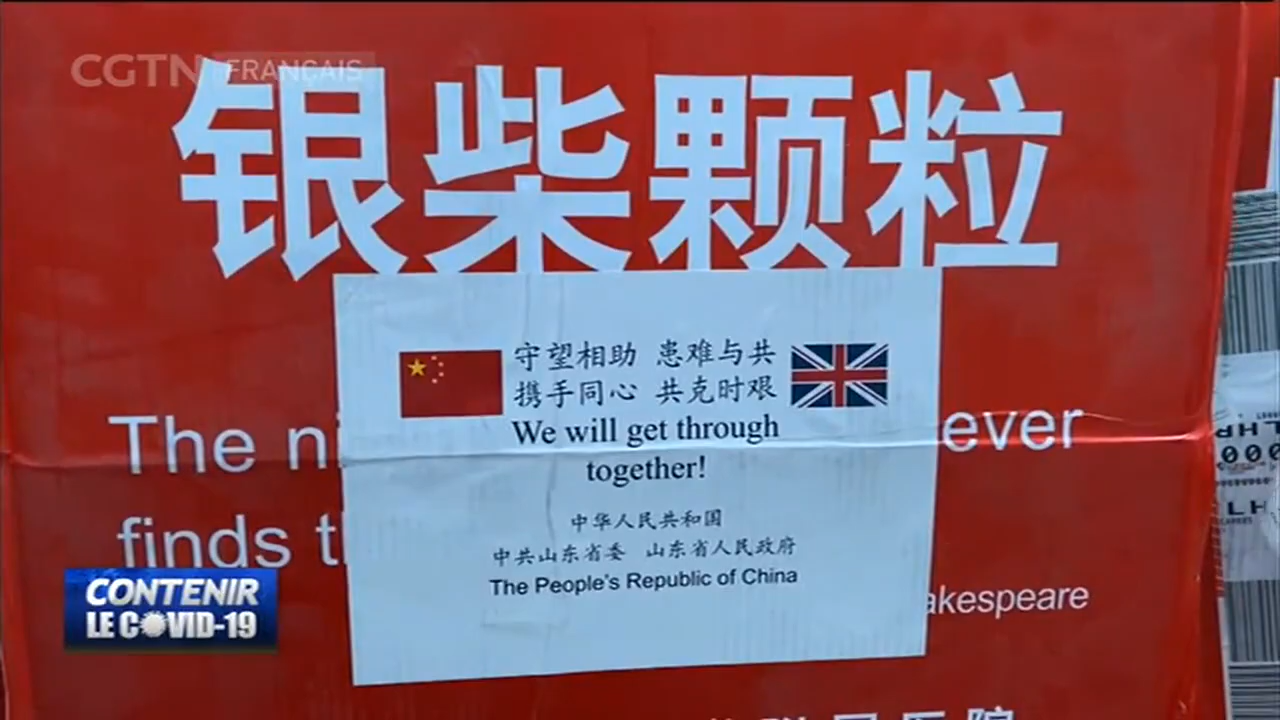 CGTN FRANÇAIS
银柴颗粒
守望相助 患难与共
携手同心 共克时艰
We will get through
together!
The ever
finds
中华人民共和国
中共山东省委 山东省人民政府
The People's Republic of China
akespeare
CONTENIR
LE COVID-19